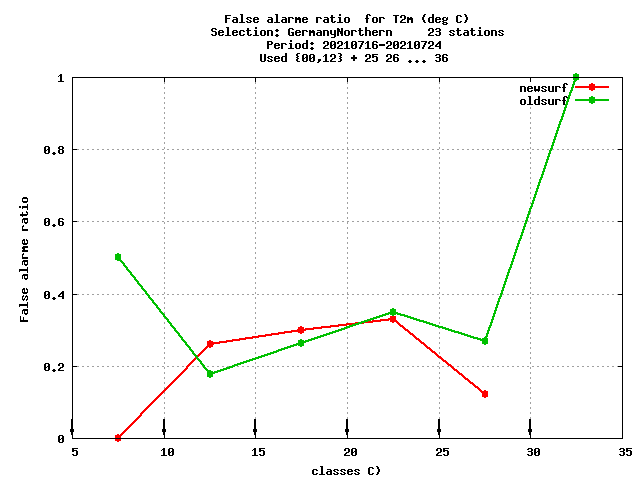 False alarme ratio  for T2m (deg C)
Selection: GermanyNorthern     23 stations
Period: 20210716-20210724
Used {00,12} + 25 26 ... 36
newsurf
oldsurf
1
0.8
0.6
0.4
0.2
0
False alarme ratio
5 10 15 20 25 30 35
classes C)